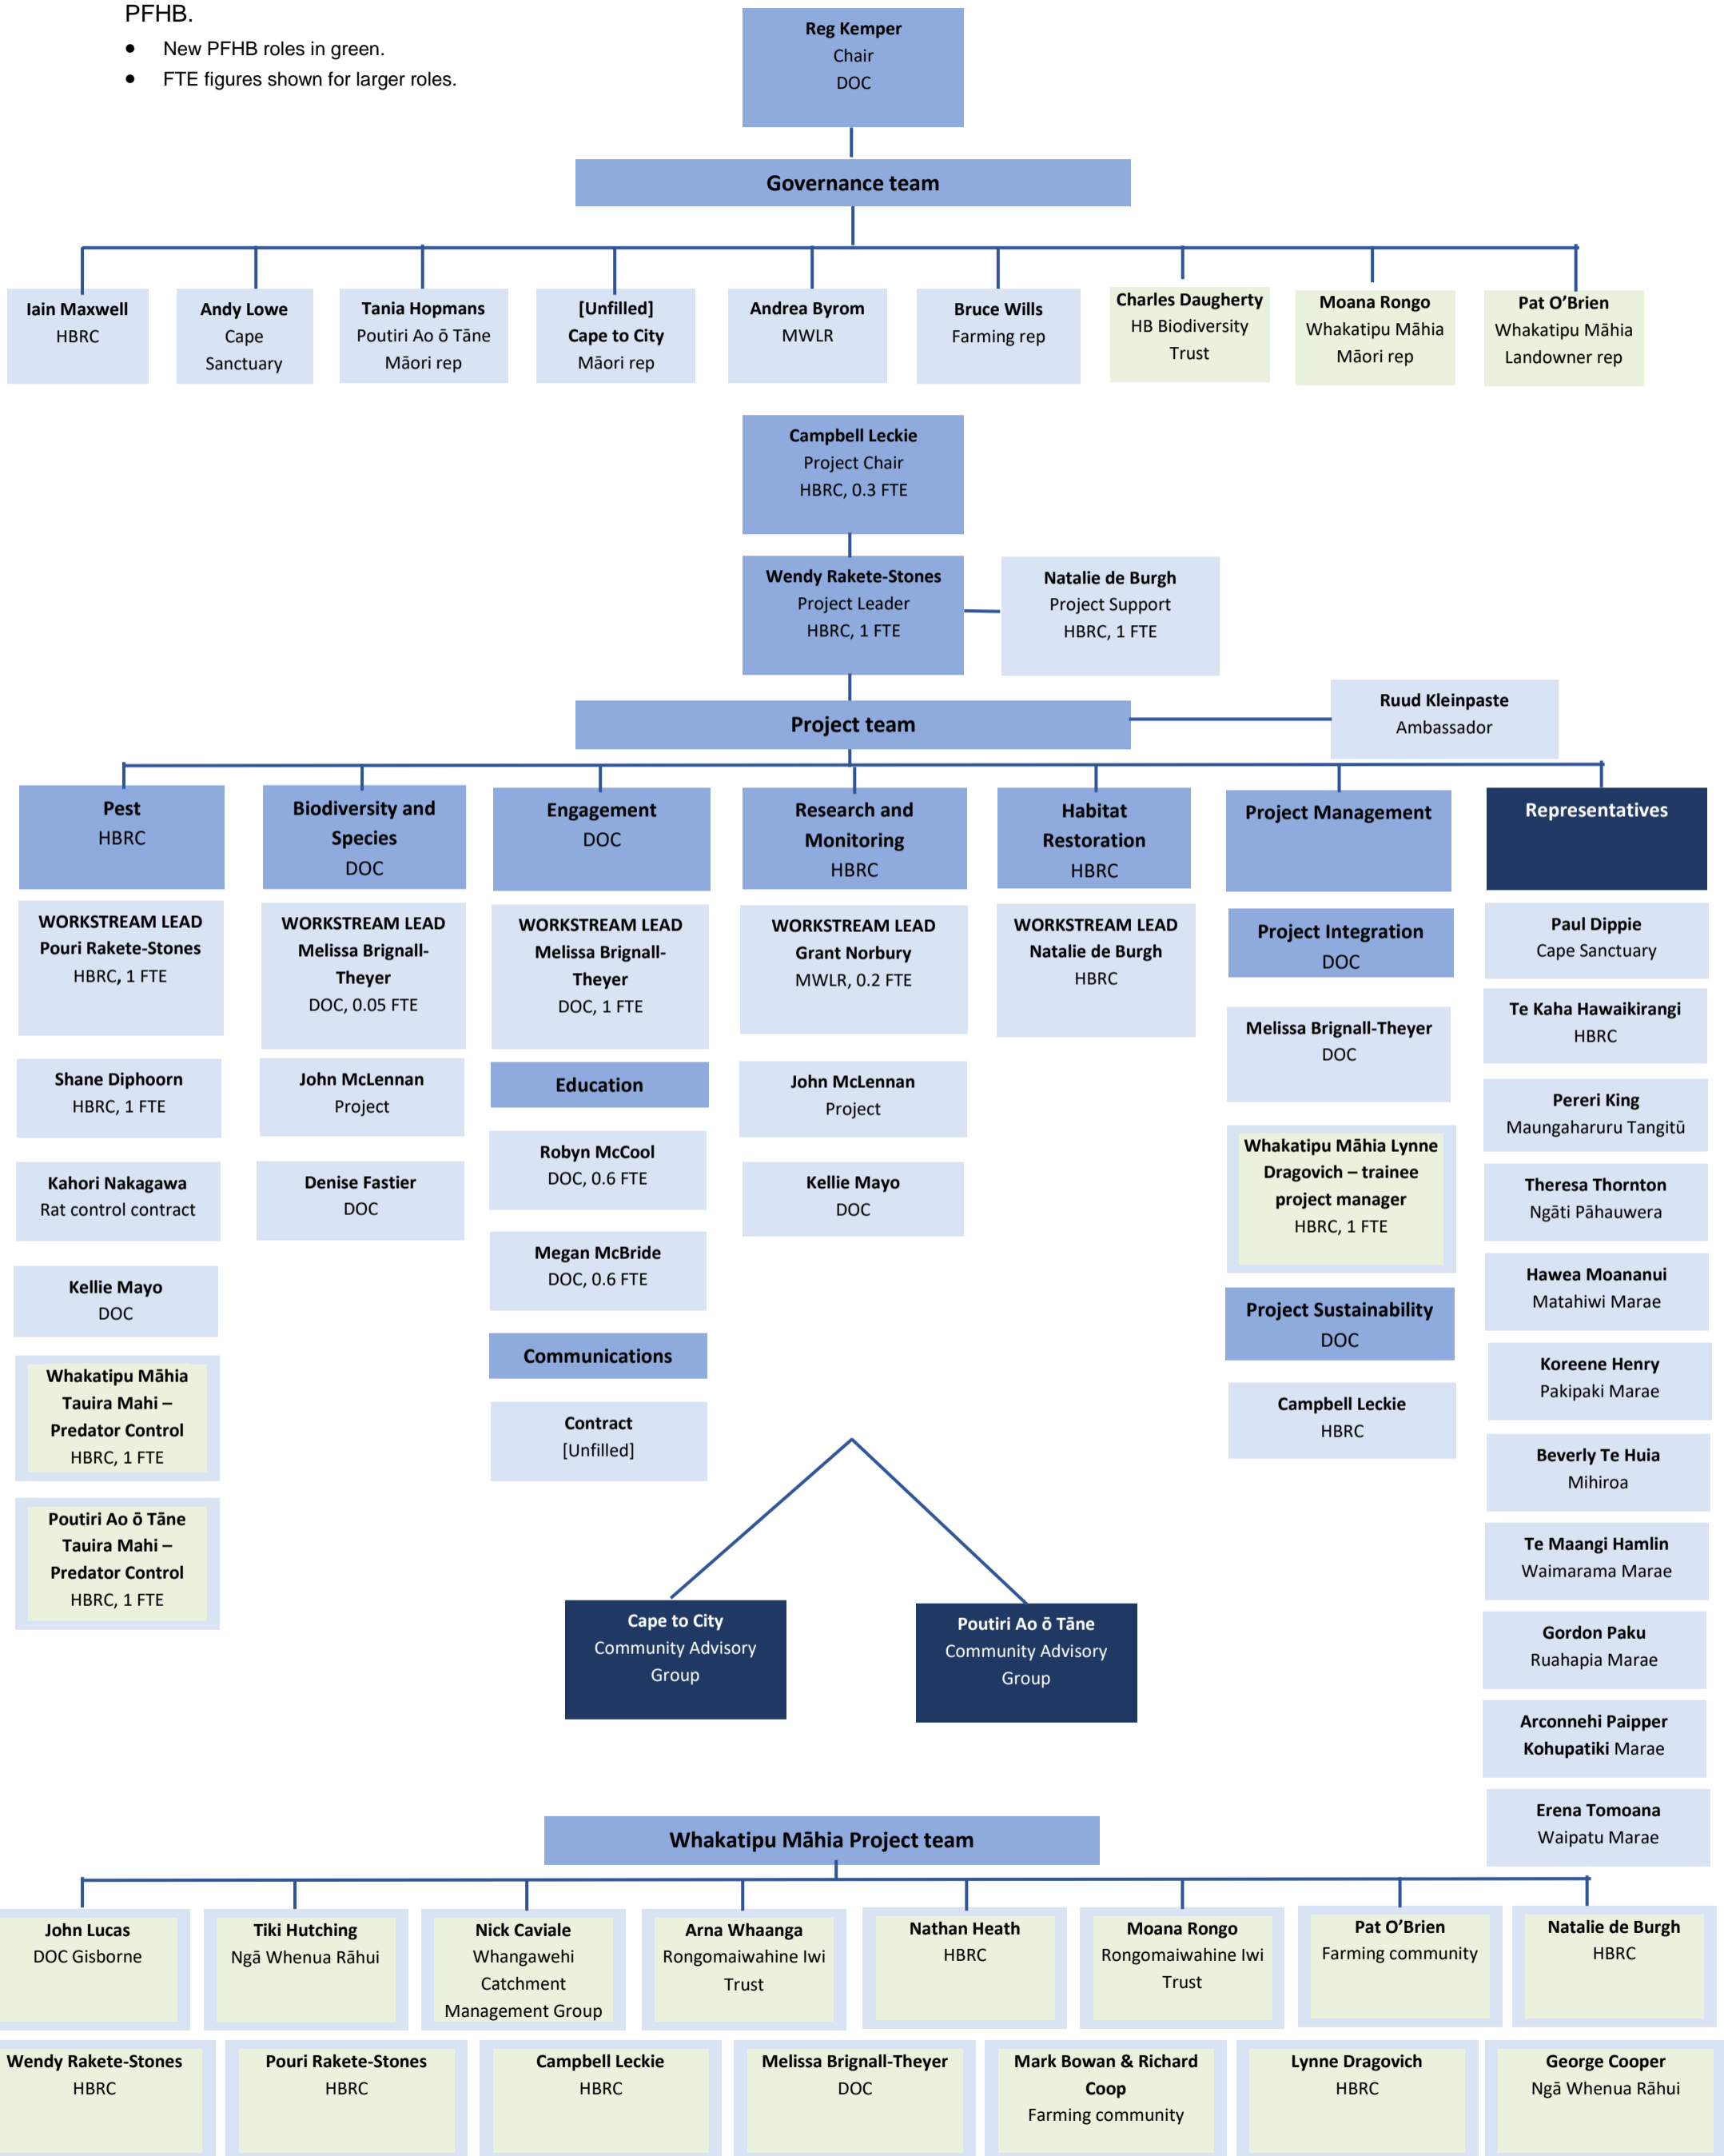 PFHB.
• New PFHB roles in green.
• FTE figures shown for larger roles.
Reg Kemper
Chair
DOC
Governance team
Iain Maxwell
HBRC
Andy Lowe
Cape
Sanctuary
Tania Hopmans
Poutiri Ao ō Tāne
Māori rep
[Unfilled]
Cape to City
Māori rep
Andrea Byrom
MWLR
Bruce Wills
Farming rep
Charles Daugherty
HB Biodiversity
Trust
Moana Rongo
Whakatipu Māhia
Māori rep
Pat O’Brien
Whakatipu Māhia
Landowner rep
Campbell Leckie
Project Chair
HBRC, 0.3 FTE
Wendy Rakete-Stones
Project Leader
HBRC, 1 FTE
Natalie de Burgh
Project Support
HBRC, 1 FTE
Project team
Ruud Kleinpaste
Ambassador
Pest
HBRC
WORKSTREAM LEAD
Pouri Rakete-Stones
HBRC, 1 FTE
Shane Diphoorn
HBRC, 1 FTE
Kahori Nakagawa
Rat control contract
Kellie Mayo
DOC
Whakatipu Māhia
Tauira Mahi –
Predator Control
HBRC, 1 FTE
Poutiri Ao ō Tāne
Tauira Mahi –
Predator Control
HBRC, 1 FTE
Biodiversity and
Species
DOC
WORKSTREAM LEAD
Melissa Brignall-
Theyer
DOC, 0.05 FTE
John McLennan
Project
Denise Fastier
DOC
Engagement
DOC
WORKSTREAM LEAD
Melissa Brignall-
Theyer
DOC, 1 FTE
Education
Robyn McCool
DOC, 0.6 FTE
Megan McBride
DOC, 0.6 FTE
Communications
Contract
[Unfilled]
Research and
Monitoring
HBRC
WORKSTREAM LEAD
Grant Norbury
MWLR, 0.2 FTE
John McLennan
Project
Kellie Mayo
DOC
Habitat
Restoration
HBRC
WORKSTREAM LEAD
Natalie de Burgh
HBRC
Project Management
Project Integration
DOC
Melissa Brignall-Theyer
DOC
Whakatipu Māhia Lynne
Dragovich – trainee
project manager
HBRC, 1 FTE
Project Sustainability
DOC
Campbell Leckie
HBRC
Representatives
Paul Dippie
Cape Sanctuary
Te Kaha Hawaikirangi
HBRC
Pereri King
Maungaharuru Tangitū
Theresa Thornton
Ngāti Pāhauwera
Hawea Moananui
Matahiwi Marae
Koreene Henry
Pakipaki Marae
Beverly Te Huia
Mihiroa
Te Maangi Hamlin
Waimarama Marae
Gordon Paku
Ruahapia Marae
Arconnehi Paipper
Kohupatiki Marae
Erena Tomoana
Waipatu Marae
Cape to City
Community Advisory
Group
Poutiri Ao ō Tāne
Community Advisory
Group
Whakatipu Māhia Project team
John Lucas
DOC Gisborne
Tiki Hutching
Ngā Whenua Rāhui
Nick Caviale
Whangawehi
Catchment
Management Group
Arna Whaanga
Rongomaiwahine Iwi
Trust
Nathan Heath
HBRC
Moana Rongo
Rongomaiwahine Iwi
Trust
Pat O’Brien
Farming community
Natalie de Burgh
HBRC
Wendy Rakete-Stones
HBRC
Pouri Rakete-Stones
HBRC
Campbell Leckie
HBRC
Melissa Brignall-Theyer
DOC
Mark Bowan & Richard
Coop
Farming community
Lynne Dragovich
HBRC
George Cooper
Ngā Whenua Rāhui